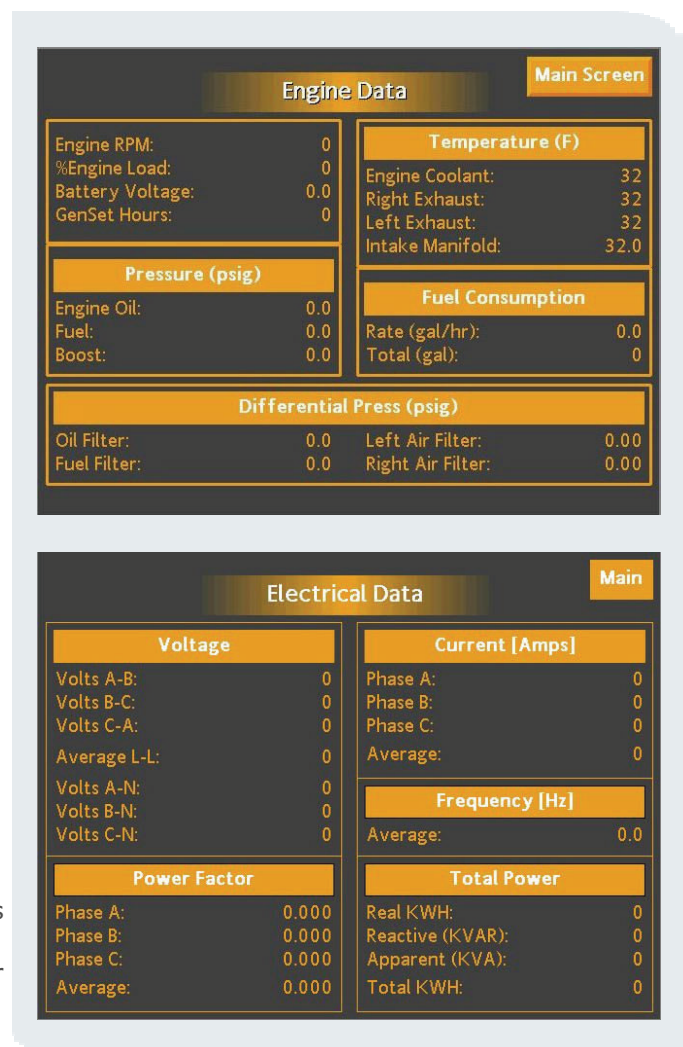 Main Screen
Engine Data
Engine RPM: 0
%Engine Load: 0
Battery Voltage: 0.0
GenSet Hours: 0
Temperature (F)
Engine Coolant: 32
Right Exhaust: 32
Left Exhaust: 32
Intake Manifold: 32.0
Pressure (psig)
Engine Oil: 0.0
Fuel: 0.0
Boost: 0.0
Fuel Consumption
Rate (gal/hr): 0.0
Total (gal): 0
Differential Press (psig)
Oil Filter: 0.0 Left Air Filter: 0.00
Fuel Filter: 0.0 Right Air Filter: 0.00
Main
Electrical Data
Voltage
Volts A-B: 0
Volts B-C: 0
Volts C-A: 0
Average L-L: 0
Volts A-N: 0
Volts B-N: 0
Volts C-N: 0
Current [Amps]
Phase A: 0
Phase B: 0
Phase C: 0
Average: 0
Frequency [Hz]
Average: 0.0
Power Factor
Phase A: 0.000
Phase B: 0.000
Phase C: 0.000
Average: 0.000
Total Power
Real KWH: 0
Reactive (KVAR): 0
Apparent (KVA): 0
Total KWH: 0